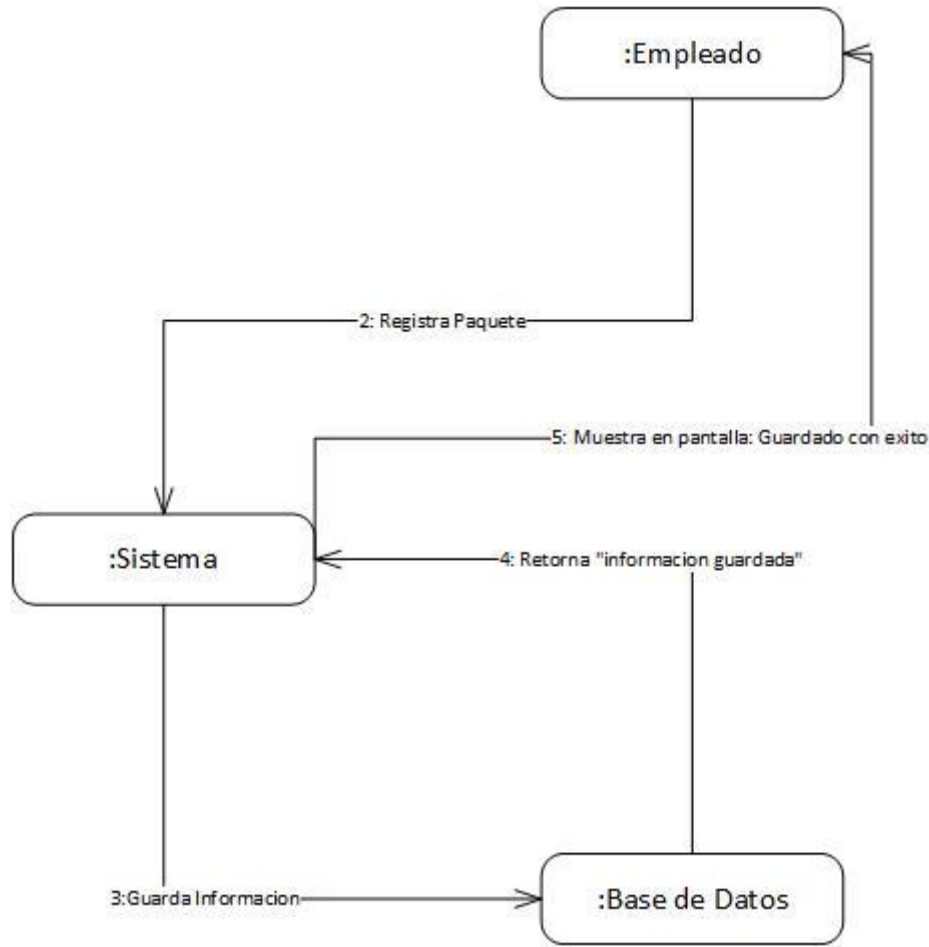 :Empleado
2: Registra Paquete
5: Muestra en pantalla: Guardado con exito
:Sistema
4: Retorna "informacion guardada"
3:Guarda Informacion
:Base de Datos